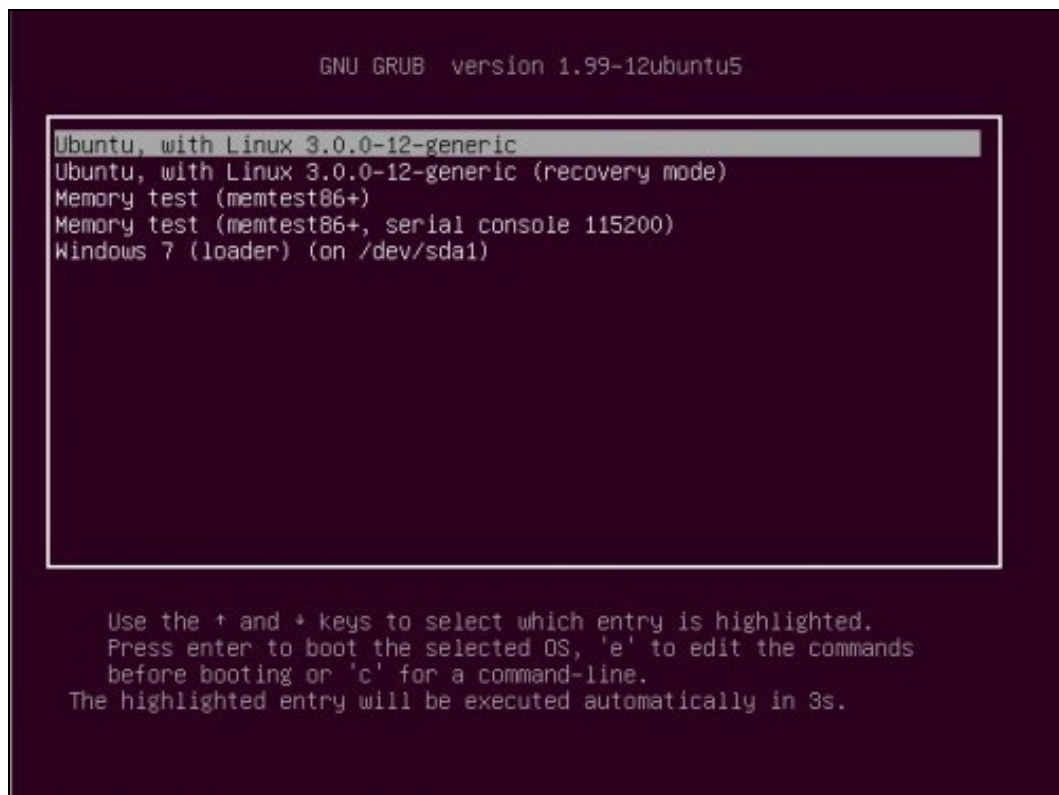 GNU GRUB version 1.99-12ubuntu5
Ubuntu, with Linux 3.0.0-12-generic
Ubuntu, with Linux 3.0.0-12-generic (recovery mode)
Memory test (memtest86+)
Memory test (memtest86+, serial console 115200)
Windows 7 (loader) (on /dev/sda1)
Use the ↑ and ↓ keys to select which entry is highlighted.
Press enter to boot the selected OS, 'e' to edit the commands
before booting or 'c' for a command-line.
The highlighted entry will be executed automatically in 3s.